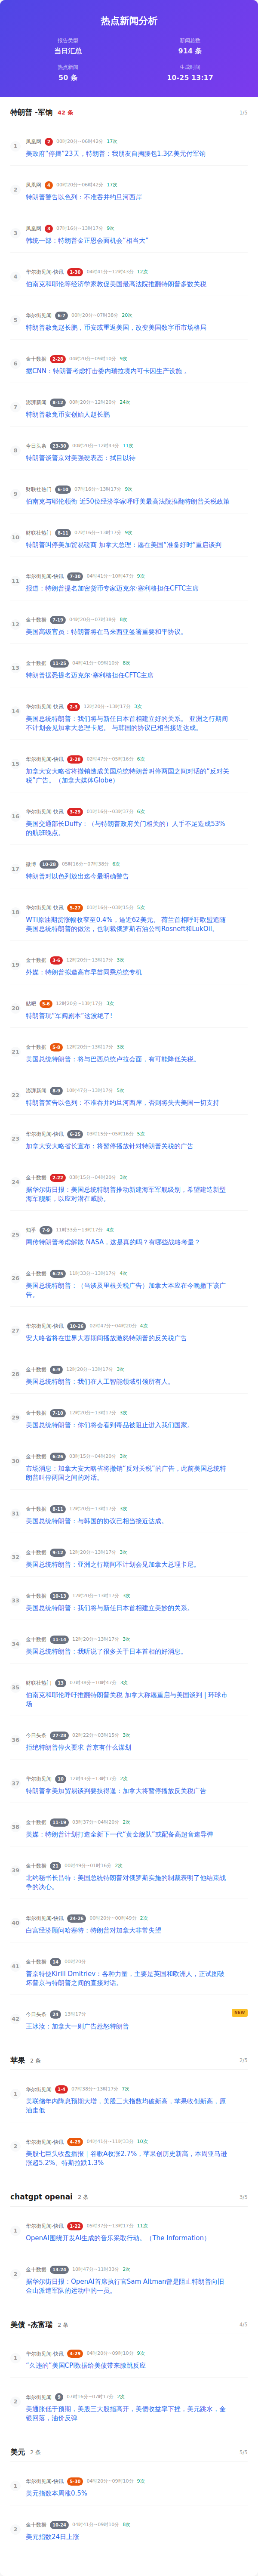 热点新闻分析
报告类型
当日汇总
新闻总数
914 条
热点新闻
50 条
生成时间
10-25 13:17
特朗普 -军饷 42 条 1/5
1
凤凰网 2 00时20分~06时42分 17次
美政府“停摆”23天，特朗普：我朋友自掏腰包1.3亿美元付军饷
2
凤凰网 4 00时20分~06时42分 17次
特朗普警告以色列：不准吞并约旦河西岸
3
凤凰网 3 07时16分~13时17分 9次
韩统一部：特朗普金正恩会面机会“相当大”
4
华尔街见闻-快讯 1-30 04时41分~12时43分 12次
伯南克和耶伦等经济学家敦促美国最高法院推翻特朗普多数关税
5
华尔街见闻 6-7 00时20分~07时38分 20次
特朗普赦免赵长鹏，币安或重返美国，改变美国数字币市场格局
6
金十数据 2-28 04时20分~09时10分 9次
据CNN：特朗普考虑打击委内瑞拉境内可卡因生产设施 。
7
澎湃新闻 9-12 00时20分~12时20分 24次
特朗普赦免币安创始人赵长鹏
8
今日头条 23-30 00时20分~12时43分 11次
特朗普谈普京对美强硬表态：拭目以待
9
财联社热门 6-10 07时16分~13时17分 9次
伯南克与耶伦领衔 近50位经济学家呼吁美最高法院推翻特朗普关税政策
10
财联社热门 8-11 07时16分~13时17分 9次
特朗普叫停美加贸易磋商 加拿大总理：愿在美国“准备好时”重启谈判
11
华尔街见闻-快讯 7-30 04时41分~10时47分 9次
报道：特朗普提名加密货币专家迈克尔·塞利格担任CFTC主席
12
金十数据 7-10 04时20分~07时38分 8次
美国高级官员：特朗普将在马来西亚签署重要和平协议。
13
金十数据 11-25 04时41分~09时10分 8次
特朗普据悉提名迈克尔·塞利格担任CFTC主席
14
华尔街见闻-快讯 2-3 12时20分~13时17分 3次
美国总统特朗普：我们将与新任日本首相建立好的关系。 亚洲之行期间
不计划会见加拿大总理卡尼。 与韩国的协议已相当接近达成。
15
华尔街见闻-快讯 2-28 02时47分~05时16分 6次
加拿大安大略省将撤销造成美国总统特朗普叫停两国之间对话的“反对关
税”广告。（加拿大媒体Globe）
16
华尔街见闻-快讯 3-29 01时16分~03时37分 6次
美国交通部长Duffy：（与特朗普政府关门相关的）人手不足造成53%
的航班晚点。
17
微博 10-28 05时16分~07时38分 6次
特朗普对以色列放出迄今最明确警告
18
华尔街见闻-快讯 5-27 01时16分~03时15分 5次
WTI原油期货涨幅收窄至0.4%，逼近62美元。 荷兰首相呼吁欧盟追随
美国总统特朗普的做法，也制裁俄罗斯石油公司Rosneft和LukOil。
19
金十数据 3-6 12时20分~13时17分 3次
外媒：特朗普拟邀高市早苗同乘总统专机
20
贴吧 5-6 12时20分~13时17分 3次
特朗普玩“军阀剧本”这波绝了!
21
金十数据 5-8 12时20分~13时17分 3次
美国总统特朗普：将与巴西总统卢拉会面，有可能降低关税。
22
澎湃新闻 8-9 10时47分~13时17分 5次
特朗普警告以色列：不准吞并约旦河西岸，否则将失去美国一切支持
23
华尔街见闻-快讯 6-25 03时15分~05时16分 5次
加拿大安大略省长宣布：将暂停播放针对特朗普关税的广告
24
金十数据 2-22 03时15分~04时20分 3次
据华尔街日报：美国总统特朗普推动新建海军军舰级别，希望建造新型
海军舰艇，以应对潜在威胁。
25
知乎 7-9 11时33分~13时17分 4次
网传特朗普考虑解散 NASA，这是真的吗？有哪些战略考量？
26
金十数据 6-25 11时33分~13时17分 4次
美国总统特朗普：（当谈及里根关税广告）加拿大本应在今晚撤下该广
告。
27
华尔街见闻-快讯 10-26 02时47分~04时20分 4次
安大略省将在世界大赛期间播放激怒特朗普的反关税广告
28
金十数据 6-9 12时20分~13时17分 3次
美国总统特朗普：我们在人工智能领域引领所有人。
29
金十数据 7-10 12时20分~13时17分 3次
美国总统特朗普：你们将会看到毒品被阻止进入我们国家。
30
金十数据 6-26 03时15分~04时20分 3次
市场消息：加拿大安大略省将撤销“反对关税”的广告，此前美国总统特
朗普叫停两国之间的对话。
31
金十数据 8-11 12时20分~13时17分 3次
美国总统特朗普：与韩国的协议已相当接近达成。
32
金十数据 9-12 12时20分~13时17分 3次
美国总统特朗普：亚洲之行期间不计划会见加拿大总理卡尼。
33
金十数据 10-13 12时20分~13时17分 3次
美国总统特朗普：我们将与新任日本首相建立美妙的关系。
34
金十数据 11-14 12时20分~13时17分 3次
美国总统特朗普：我听说了很多关于日本首相的好消息。
35
财联社热门 13 07时38分~10时47分 3次
伯南克和耶伦呼吁推翻特朗普关税 加拿大称愿重启与美国谈判 | 环球市
场
36
今日头条 27-28 02时22分~03时15分 3次
拒绝特朗普停火要求 普京有什么谋划
37
华尔街见闻 10 12时43分~13时17分 2次
特朗普拿美加贸易谈判要挟得逞：加拿大将暂停播放反关税广告
38
金十数据 11-19 03时37分~04时20分 2次
美媒：特朗普计划打造全新下一代“黄金舰队”或配备高超音速导弹
39
金十数据 21 00时49分~01时16分 2次
北约秘书长吕特：美国总统特朗普对俄罗斯实施的制裁表明了他结束战
争的决心。
40
华尔街见闻-快讯 24-26 00时20分~00时49分 2次
白宫经济顾问哈塞特：特朗普对加拿大非常失望
41
金十数据 14 00时20分
普京特使Kirill Dmitriev：各种力量，主要是英国和欧洲人，正试图破
坏普京与特朗普之间的直接对话。
42
今日头条 24 13时17分 NEW
王冰汝：加拿大一则广告惹怒特朗普
苹果 2 条 2/5
1
华尔街见闻 1-4 07时38分~13时17分 7次
美联储年内降息预期大增，美股三大指数均破新高，苹果收创新高，原
油走低
2
华尔街见闻-快讯 4-29 04时41分~11时33分 10次
美股七巨头收盘播报｜谷歌A收涨2.7%，苹果创历史新高，本周亚马逊
涨超5.2%、特斯拉跌1.3%
chatgpt openai 2 条 3/5
1
华尔街见闻-快讯 1-22 05时37分~13时17分 11次
OpenAI围绕开发AI生成的音乐采取行动。（The Information）
2
金十数据 13-24 10时47分~11时33分 2次
据华尔街日报：OpenAI首席执行官Sam Altman曾是阻止特朗普向旧
金山派遣军队的运动中的一员。
美债 -杰富瑞 2 条 4/5
1
华尔街见闻-快讯 4-29 04时20分~09时10分 9次
“久违的”美国CPI数据给美债带来膝跳反应
2
华尔街见闻 9 07时16分~07时17分 2次
美通胀低于预期，美股三大股指高开，美债收益率下挫，美元跳水，金
银回落，油价反弹
美元 2 条 5/5
1
华尔街见闻-快讯 5-30 04时20分~09时10分 9次
美元指数本周涨0.5%
2
金十数据 10-24 04时41分~09时10分 8次
美元指数24日上涨